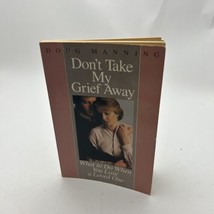 DOUG MANNING
Don't Take
My
Grief Away
What to Do When
You Lose
a Loved One